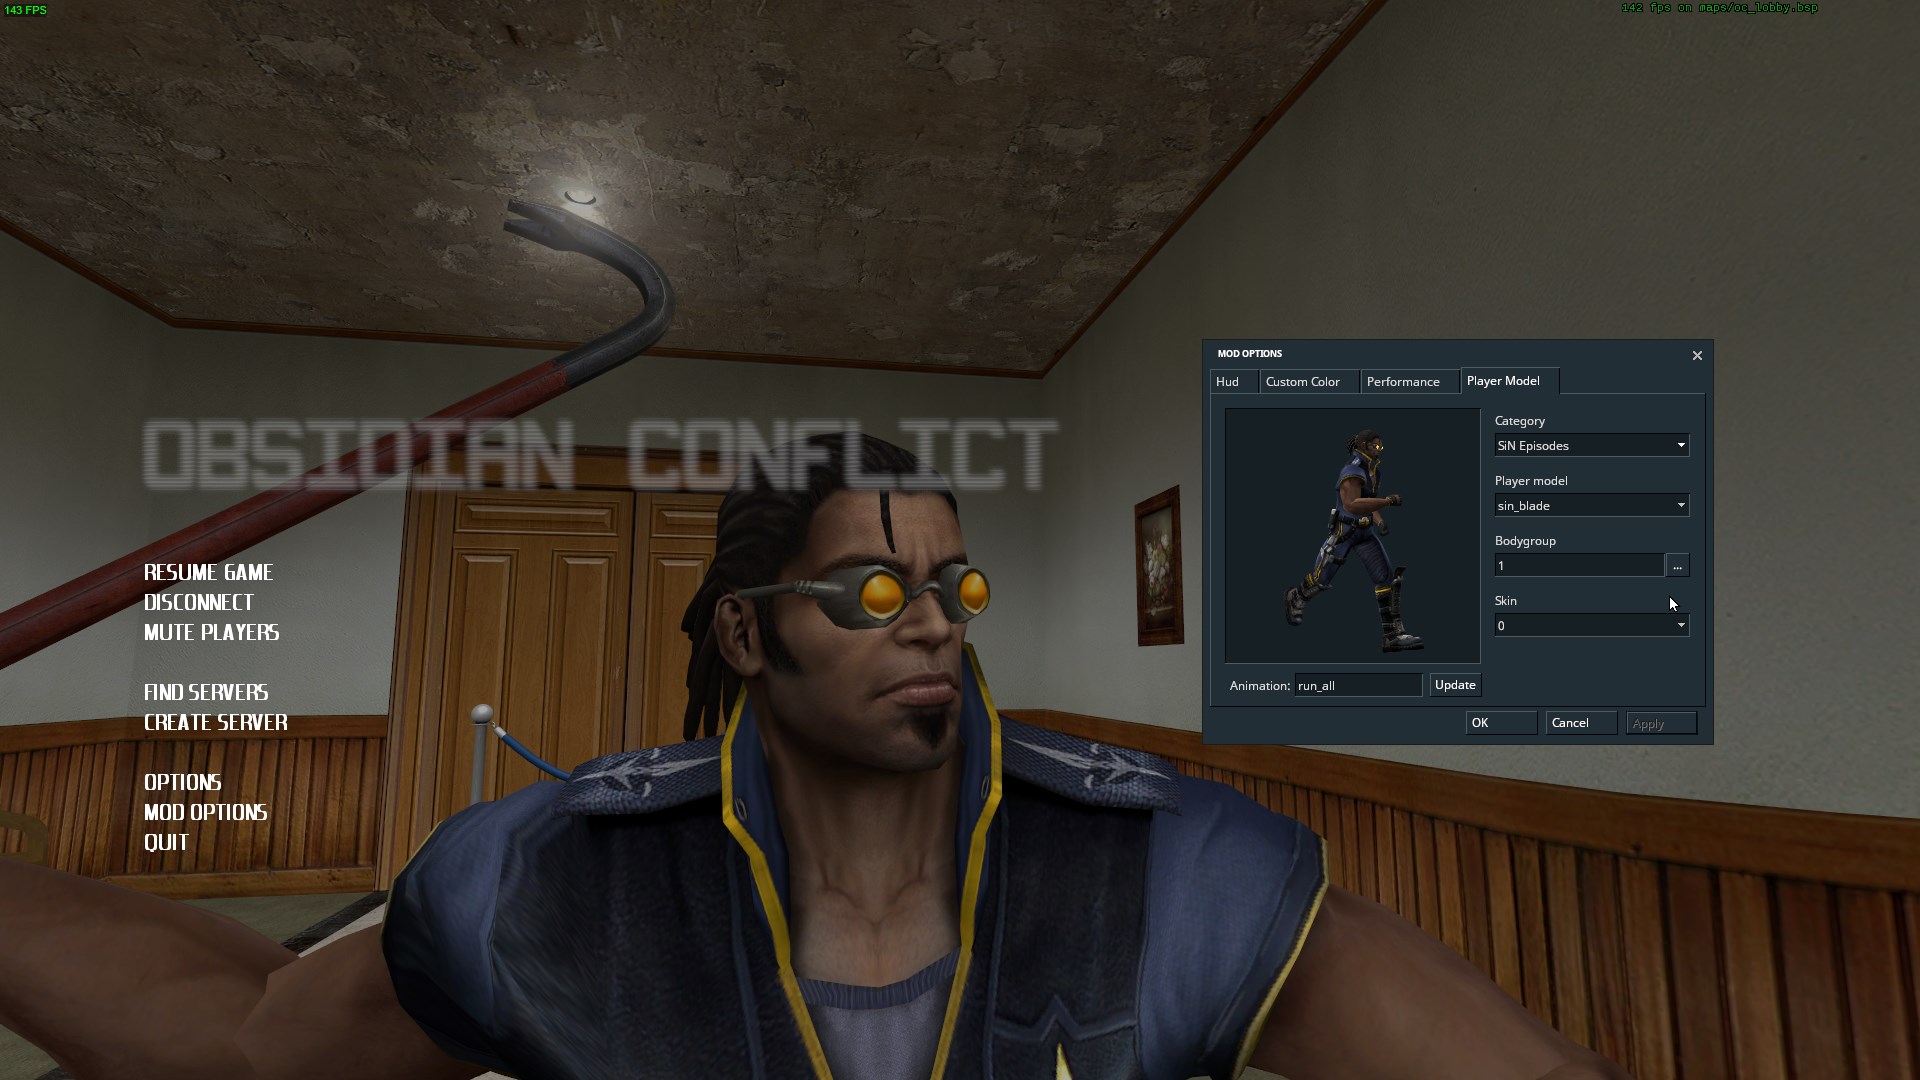 143 FPS
142 fps on maps/oc_lobby.bsp
OBSIDIAN CONFLICT
RESUME GAME
DISCONNECT
MUTE PLAYERS
FIND SERVERS
CREATE SERVER
OPTIONS
MOD OPTIONS
QUIT
MOD OPTIONS
Hud
Custom Color
Performance
Player Model
Category
SiN Episodes
Player model
sin_blade
Bodygroup
1
...
Skin
0
Animation:
run_all
Update
OK
Cancel
Apply